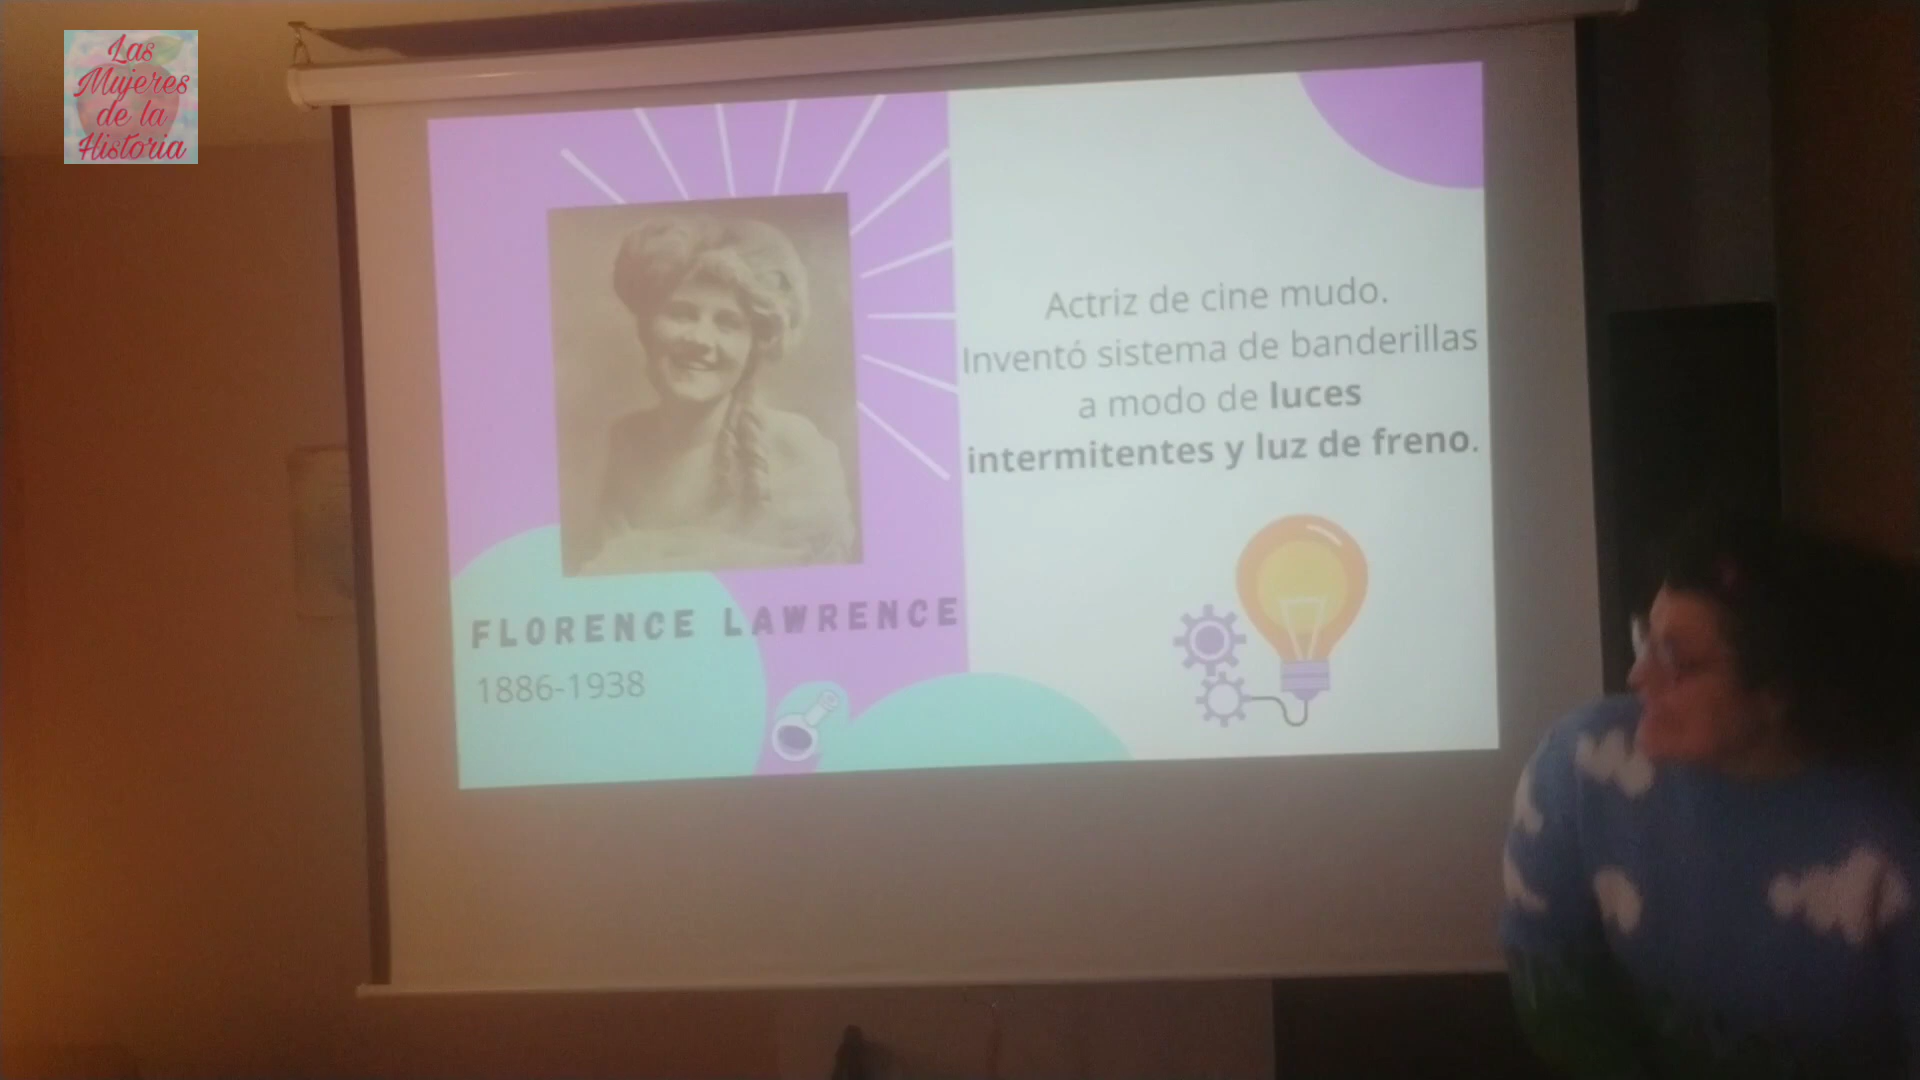 Las
Mujeres
de la
Historia
Actriz de cine mudo.
Inventó sistema de banderillas
a modo de luces
intermitentes y luz de freno.
FLORENCE LAWRENCE
1886-1938